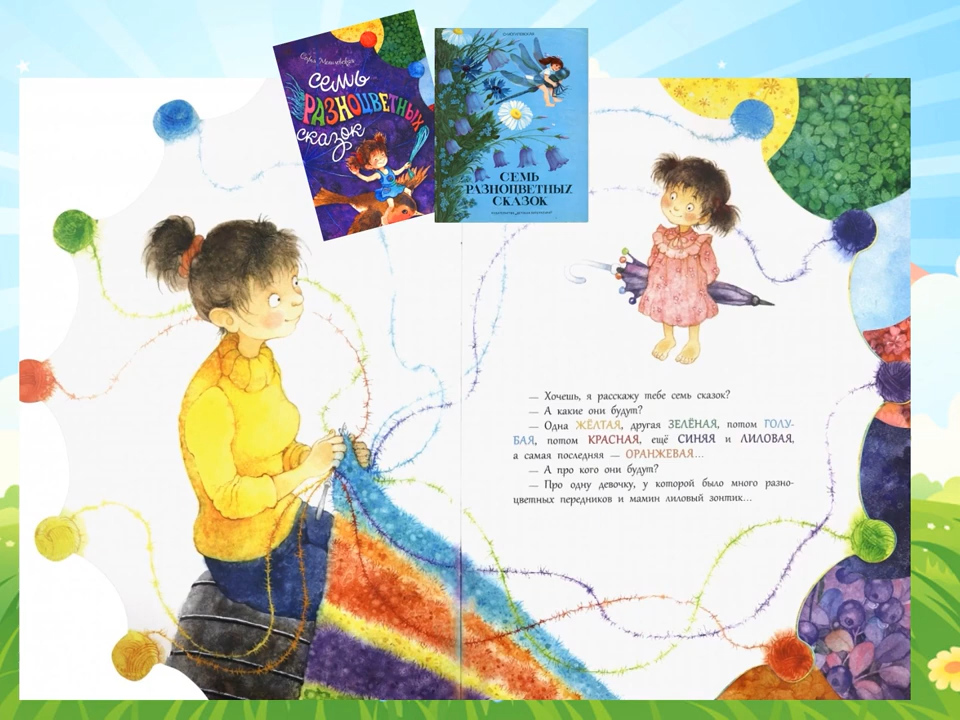 Софья Могилевская
семь
РАЗНОЦВЕТНЫХ
сказок
С. МОГИЛЕВСКАЯ
СЕМЬ
РАЗНОЦВЕТНЫХ
СКАЗОК
— Хочешь, я расскажу тебе семь сказок?
— А какие они будут?
— Одна ЖЁЛТАЯ, другая ЗЕЛЁНАЯ, потом ГОЛУ-
БАЯ, потом КРАСНАЯ, ещё СИНЯЯ и ЛИЛОВАЯ,
а самая последняя — ОРАНЖЕВАЯ...
— А про кого они будут?
— Про одну девочку, у которой было много разно-
цветных передников и мамин лиловый зонтик...